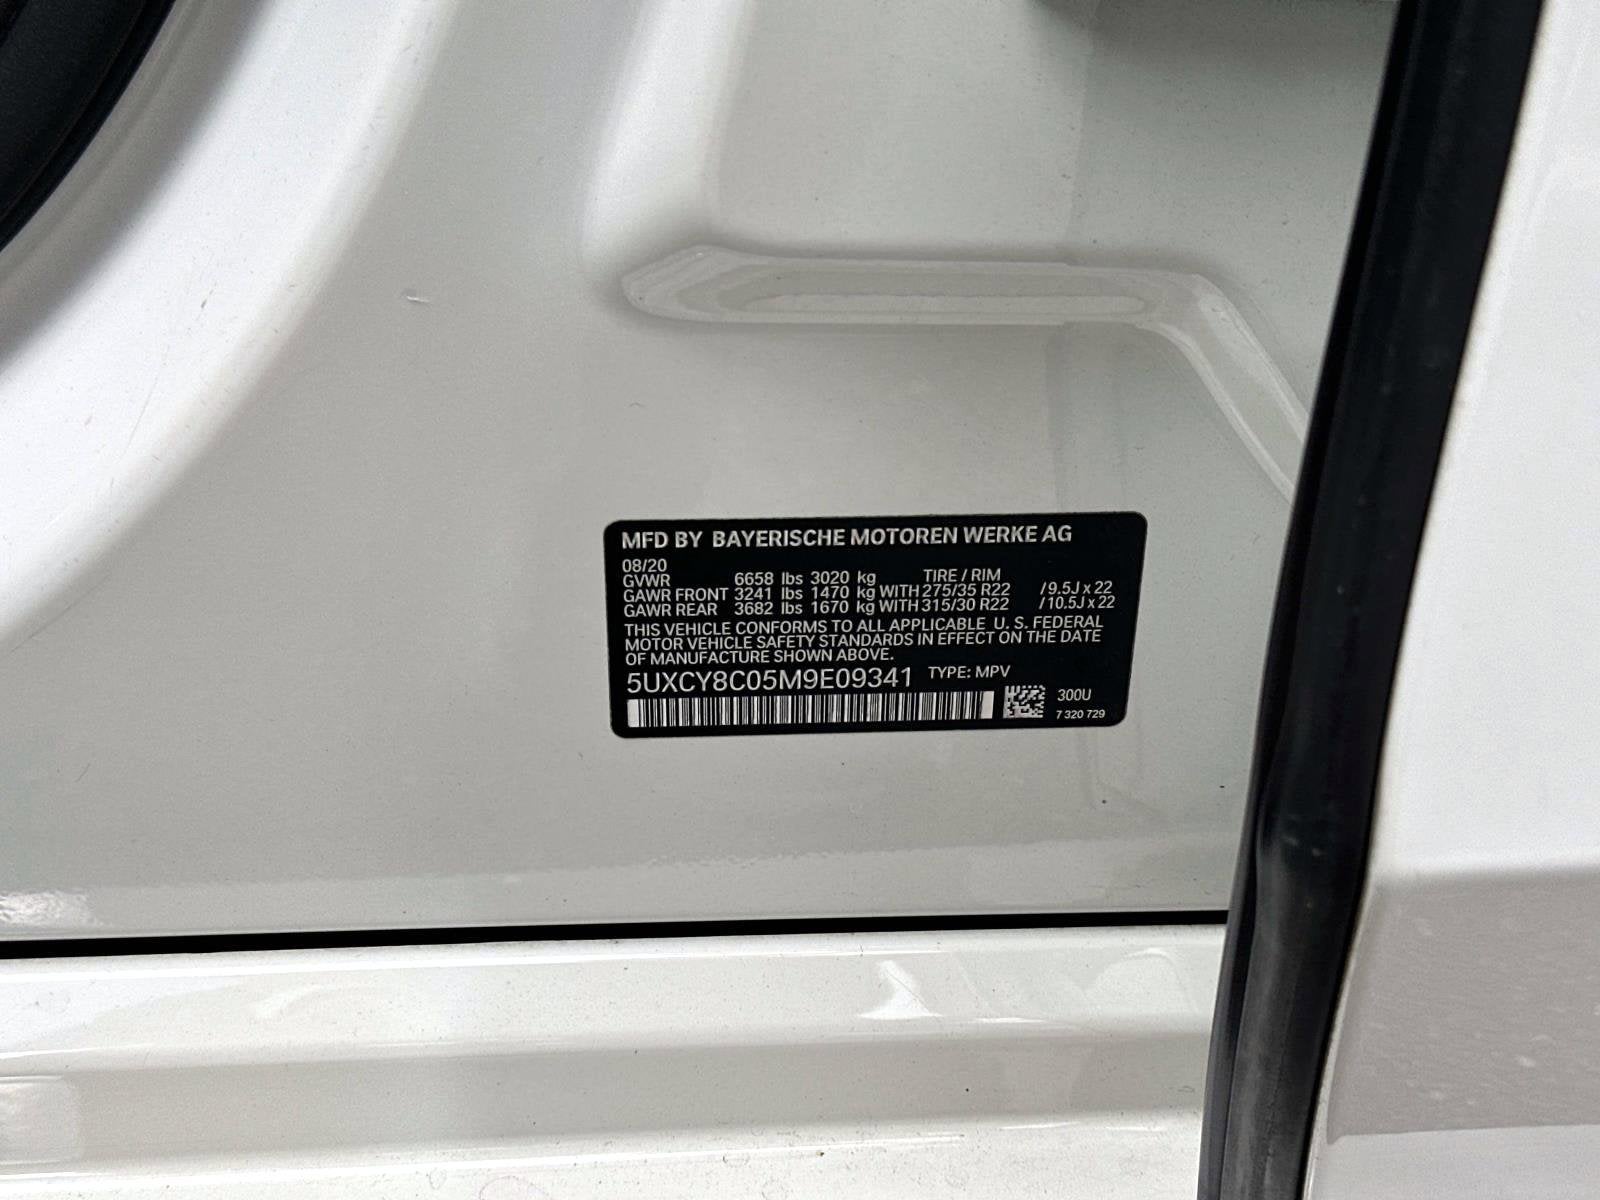 MFD BY BAYERISCHE MOTOREN WERKE AG
08/20
GVWR 6658 lbs 3020 kg TIRE / RIM
GAWR FRONT 3241 lbs 1470 kg WITH 275/35 R22 / 9.5J x 22
GAWR REAR 3682 lbs 1670 kg WITH 315/30 R22 / 10.5J x 22
THIS VEHICLE CONFORMS TO ALL APPLICABLE U. S. FEDERAL
MOTOR VEHICLE SAFETY STANDARDS IN EFFECT ON THE DATE
OF MANUFACTURE SHOWN ABOVE.
5UXCY8C05M9E09341 TYPE: MPV
300U
7 320 729